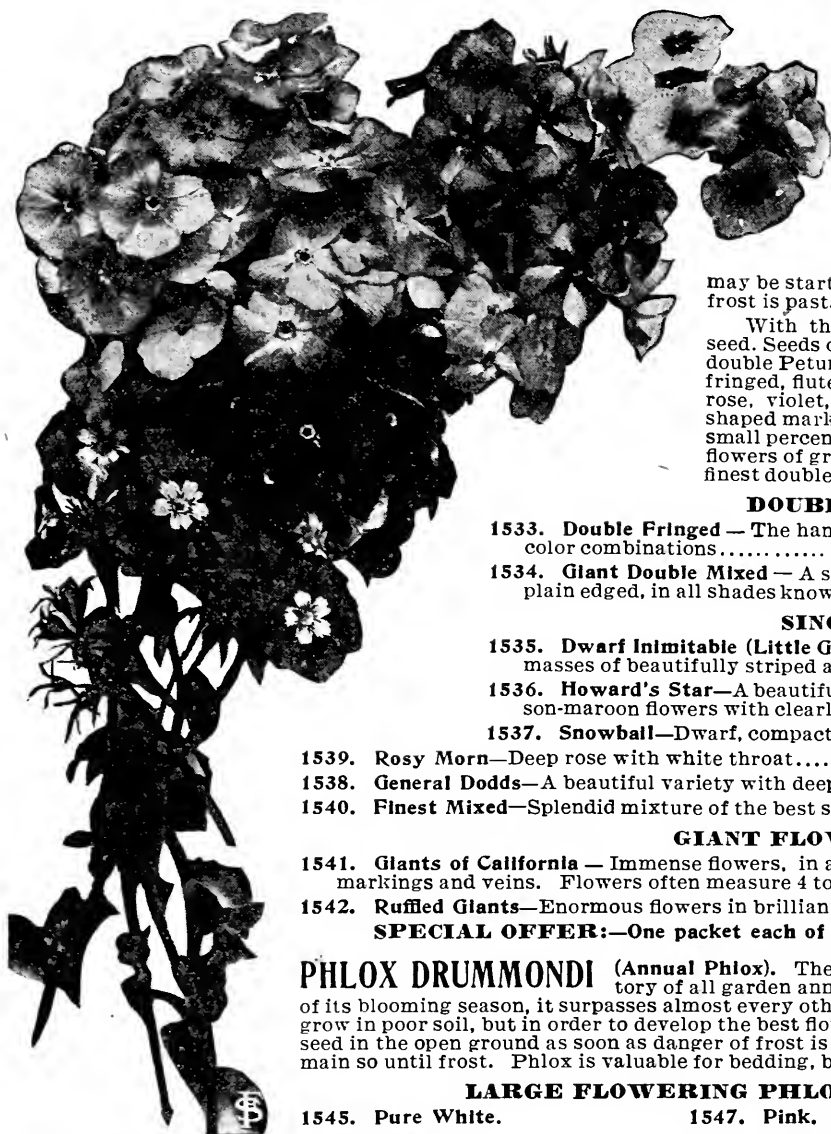 may be start
frost is past.
With th
seed. Seeds
double Petu
fringed, flut
rose, violet,
shaped mar
small percen
flowers of gr
finest double
DOUB
1533. Double Fringed — The han
color combinations............
1534. Giant Double Mixed — A s
plain edged, in all shades know
SIN
1535. Dwarf Inimitable (Little G
masses of beautifully striped a
1536. Howard's Star—A beautif
son-maroon flowers with clearl
1537. Snowball—Dwarf, compact
1539. Rosy Morn—Deep rose with white throat....
1538. General Dodds—A beautiful variety with deep
1540. Finest Mixed—Splendid mixture of the best s
GIANT FLO
1541. Giants of California — Immense flowers, in a
markings and veins. Flowers often measure 4 to
1542. Ruffled Giants—Enormous flowers in brillian
SPECIAL OFFER:—One packet each of
PHLOX DRUMMONDI (Annual Phlox). The
tory of all garden ann
of its blooming season, it surpasses almost every oth
grow in poor soil, but in order to develop the best flo
seed in the open ground as soon as danger of frost is
main so until frost. Phlox is valuable for bedding, b
LARGE FLOWERING PHLO
1545. Pure White. 1547. Pink.